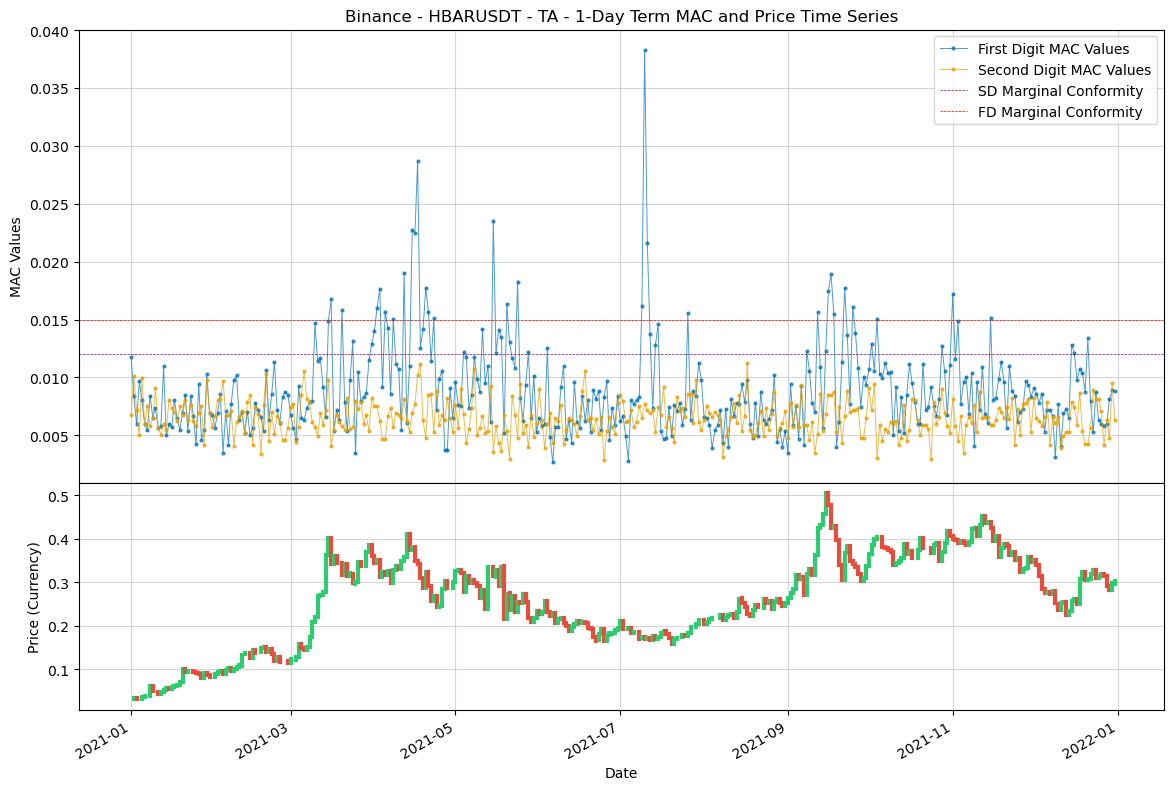 Binance - HBARUSDT - TA - 1-Day Term MAC and Price Time Series
First Digit MAC Values
Second Digit MAC Values
SD Marginal Conformity
FD Marginal Conformity
MAC Values
0.040
0.035
0.030
0.025
0.020
0.015
0.010
0.005
Price (Currency)
0.5
0.4
0.3
0.2
0.1
2021-01
2021-03
2021-05
2021-07
2021-09
2021-11
2022-01
Date